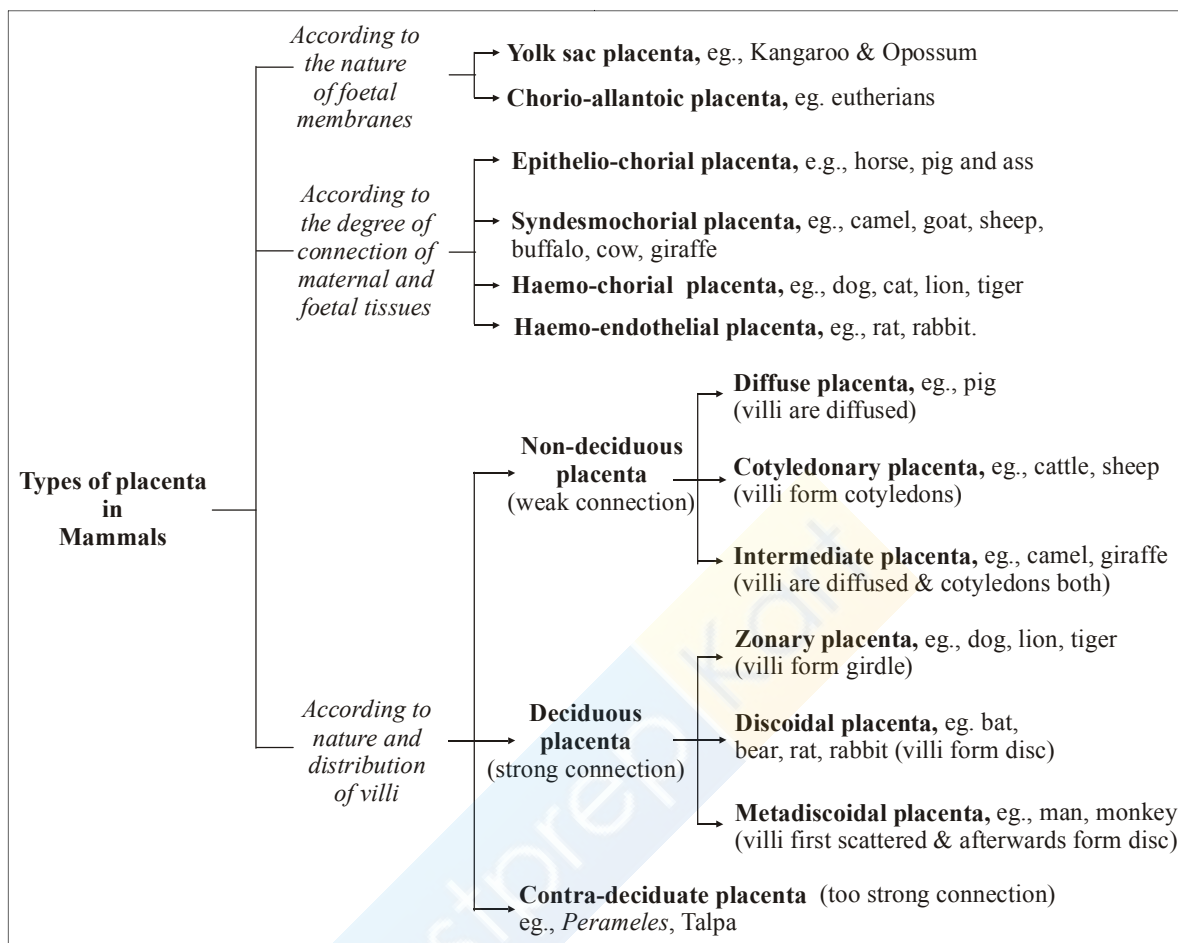 According to
the nature
of foetal
membranes
Yolk sac placenta, eg., Kangaroo & Opossum
Chorio-allantoic placenta, eg. eutherians
According to
the degree of
connection of
maternal and
foetal tissues
Epithelio-chorial placenta, e.g., horse, pig and ass
Syndesmochorial placenta, eg., camel, goat, sheep,
buffalo, cow, giraffe
Haemo-chorial placenta, eg., dog, cat, lion, tiger
Haemo-endothelial placenta, eg., rat, rabbit.
Types of placenta
in
Mammals
According to
nature and
distribution
of villi
Non-deciduous
placenta
(weak connection)
Diffuse placenta, eg., pig
(villi are diffused)
Cotyledonary placenta, eg., cattle, sheep
(villi form cotyledons)
Intermediate placenta, eg., camel, giraffe
(villi are diffused & cotyledons both)
Deciduous
placenta
(strong connection)
Zonary placenta, eg., dog, lion, tiger
(villi form girdle)
Discoidal placenta, eg. bat,
bear, rat, rabbit (villi form disc)
Metadiscoidal placenta, eg., man, monkey
(villi first scattered & afterwards form disc)
Contra-deciduate placenta (too strong connection)
eg., Perameles, Talpa
stprep Kart